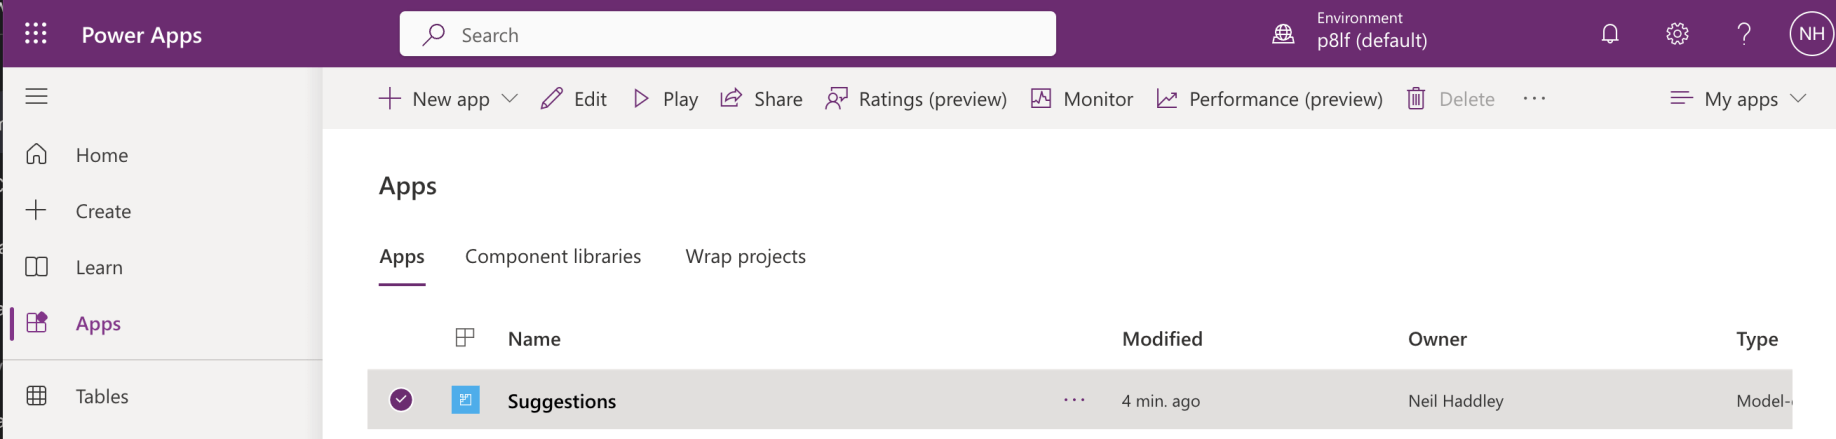 Power Apps
Search
Environment
p8lf (default)
NH
New app
Edit
Play
Share
Ratings (preview)
Monitor
Performance (preview)
Delete
My apps
Home
Create
Learn
Apps
Tables
Apps
Apps
Component libraries
Wrap projects
Name
Modified
Owner
Type
Suggestions
4 min. ago
Neil Haddley
Model-